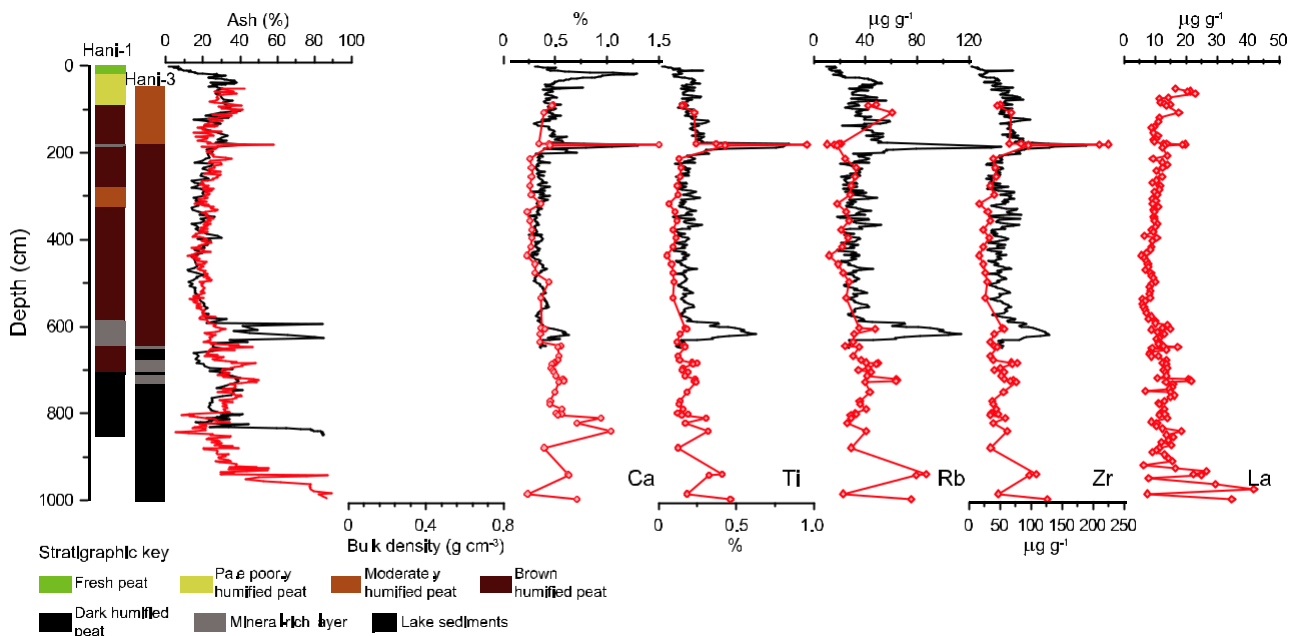 Ash (%)
0 20 40 60 80 100
%
0 0.5 1.0 1.5
µg g⁻¹
0 40 80 120
µg g⁻¹
0 10 20 30 40 50
Hani-1
Hani-3
0
200
400
600
800
1000
Depth (cm)
Ca
Ti
Rb
Zr
La
0 0.4 0.8
Bulk density (g cm⁻³)
0 0.5 1.0
%
0 50 100 150 200 250
µg g⁻¹
Stratigraphic key
Fresh peat
Pale poorly
humified peat
Moderately
humified peat
Brown
humified peat
Dark humified
peat
Mineral-rich layer
Lake sediments